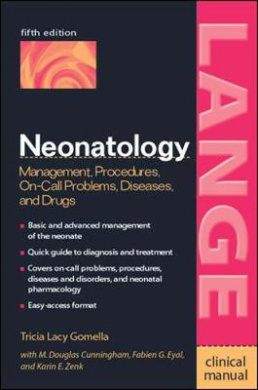 fifth edition
LANGE
Neonatology
Management, Procedures,
On-Call Problems, Diseases,
and Drugs
Basic and advanced management
of the neonate
Quick guide to diagnosis and treatment
Covers on-call problems, procedures,
diseases and disorders, and neonatal
pharmacology
Easy-access format
Tricia Lacy Gomella
with M. Douglas Cunningham, Fabien G. Eyal,
and Karin E. Zenk
clinical
manual